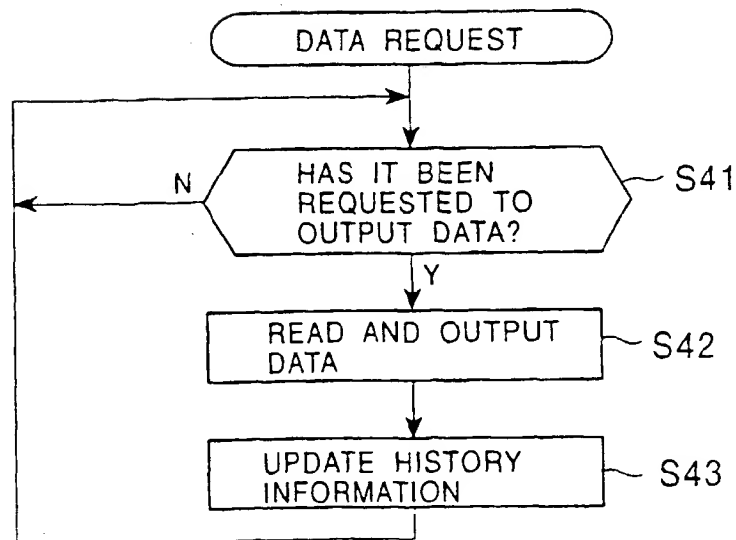 DATA REQUEST
N
HAS IT BEEN
REQUESTED TO
OUTPUT DATA?
S41
Y
READ AND OUTPUT
DATA
S42
UPDATE HISTORY
INFORMATION
S43